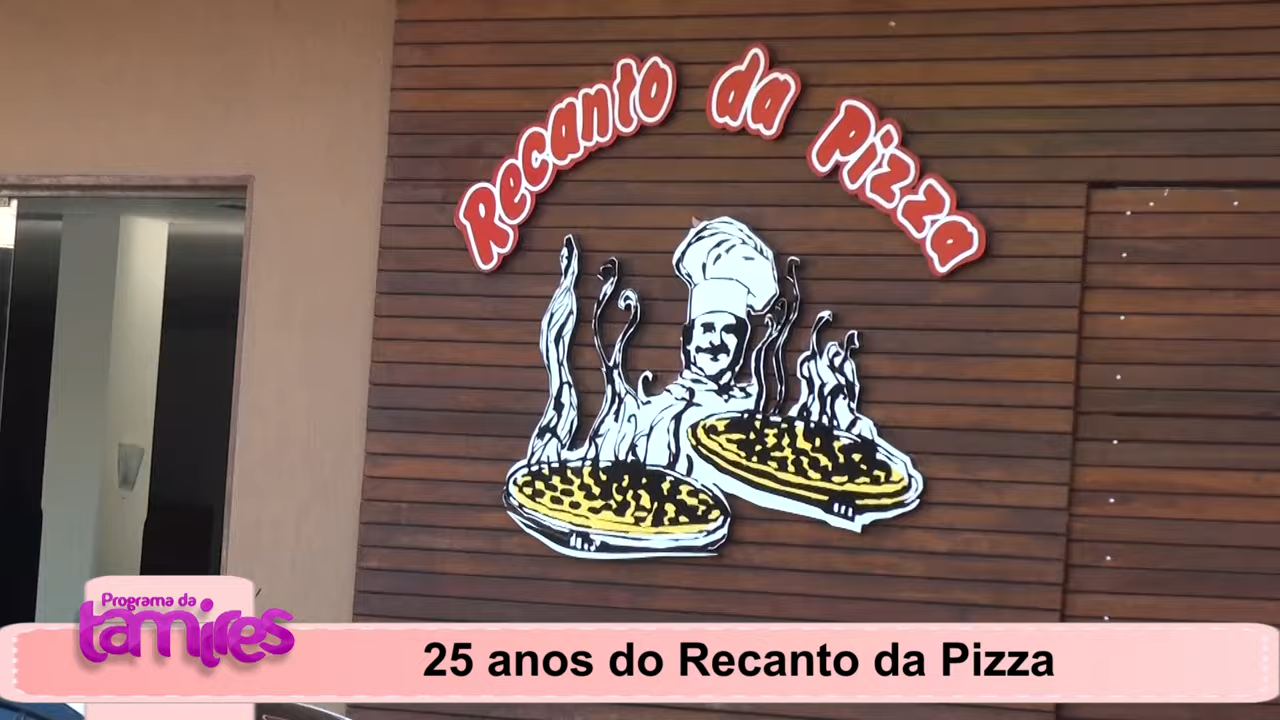 Recanto da Pizza
Programa da
tamires
25 anos do Recanto da Pizza